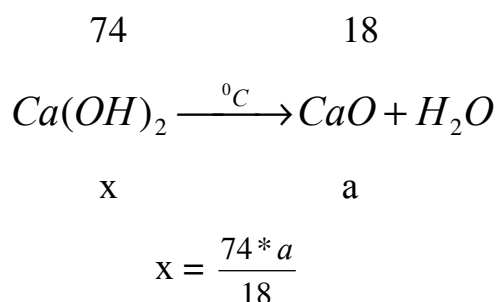 74 18
Ca(OH)₂ ⁰C⟶ CaO + H₂O
x a
x = 74 * a / 18